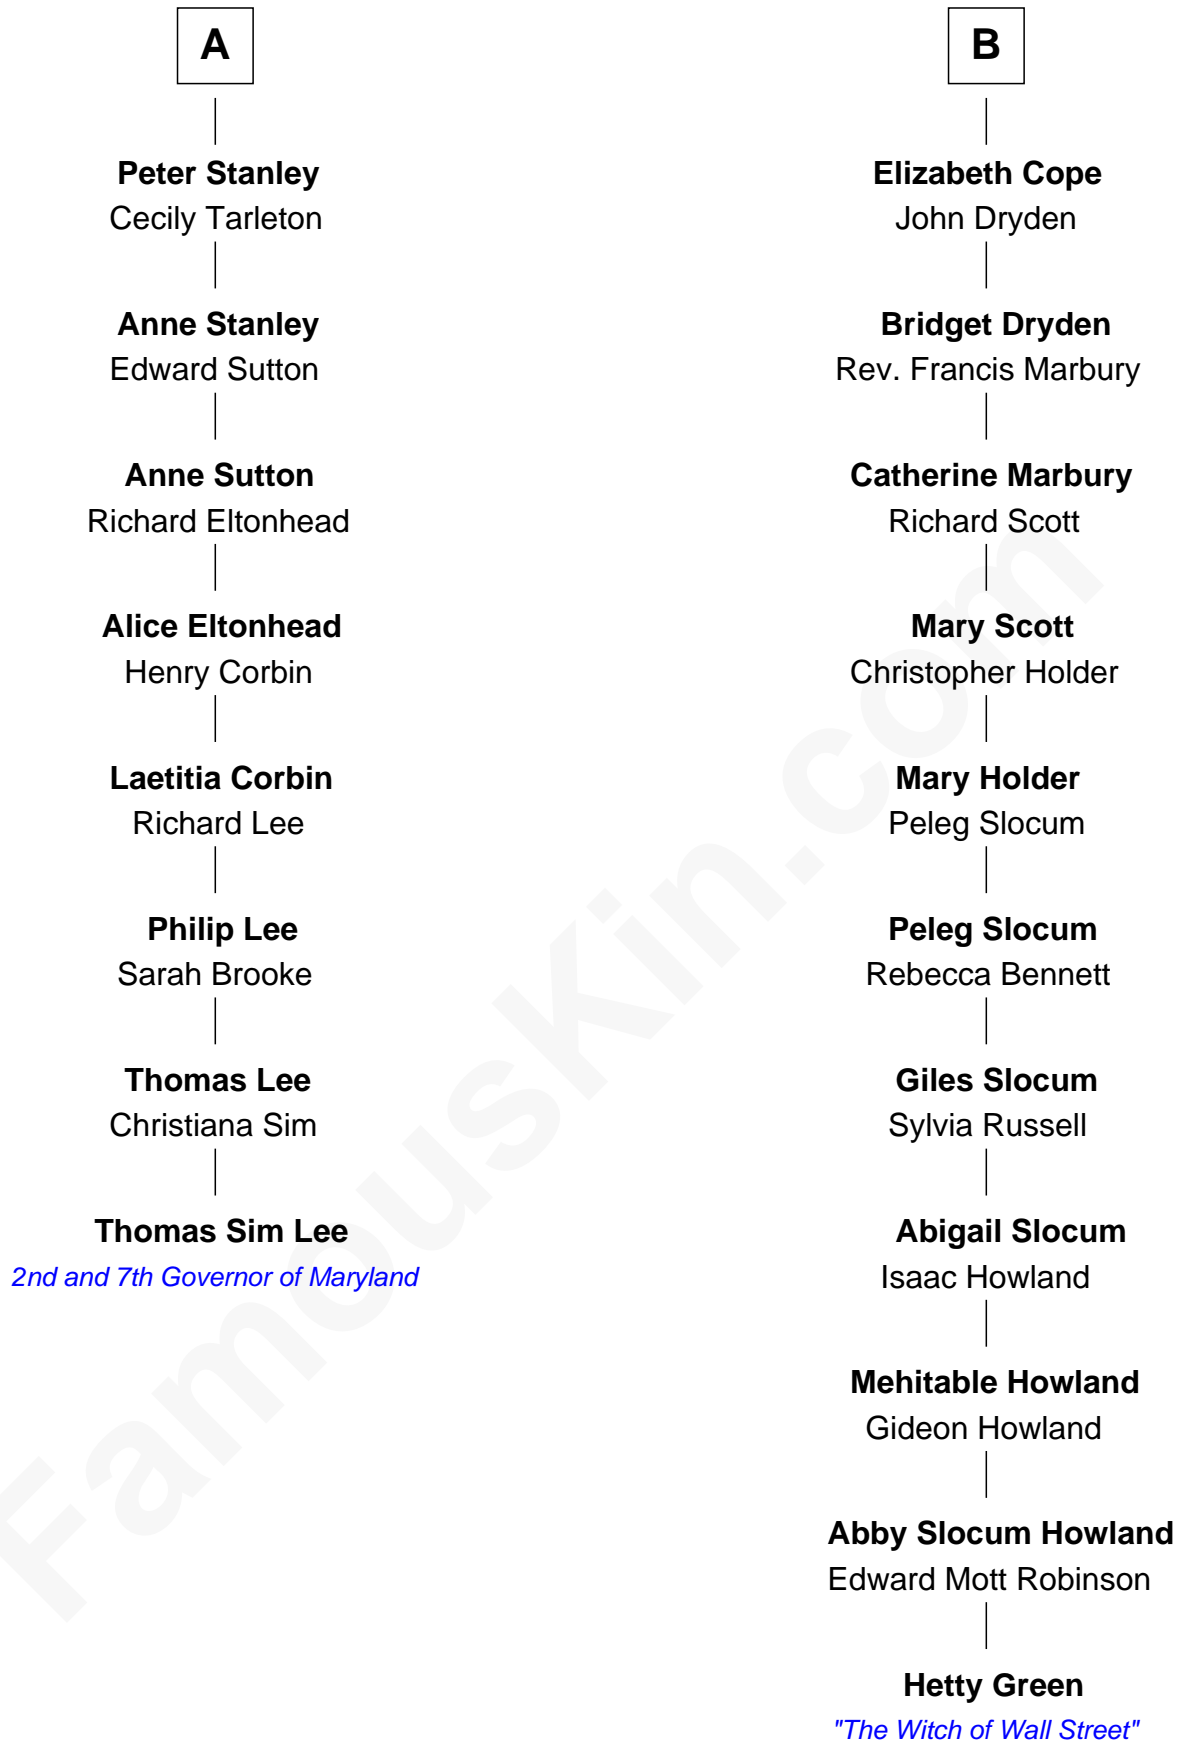 A
Peter Stanley
Cecily Tarleton
Anne Stanley
Edward Sutton
Anne Sutton
Richard Eltonhead
Alice Eltonhead
Henry Corbin
Laetitia Corbin
Richard Lee
Philip Lee
Sarah Brooke
Thomas Lee
Christiana Sim
Thomas Sim Lee
2nd and 7th Governor of Maryland
B
Elizabeth Cope
John Dryden
Bridget Dryden
Rev. Francis Marbury
Catherine Marbury
Richard Scott
Mary Scott
Christopher Holder
Mary Holder
Peleg Slocum
Peleg Slocum
Rebecca Bennett
Giles Slocum
Sylvia Russell
Abigail Slocum
Isaac Howland
Mehitable Howland
Gideon Howland
Abby Slocum Howland
Edward Mott Robinson
Hetty Green
"The Witch of Wall Street"
FamousKin.com